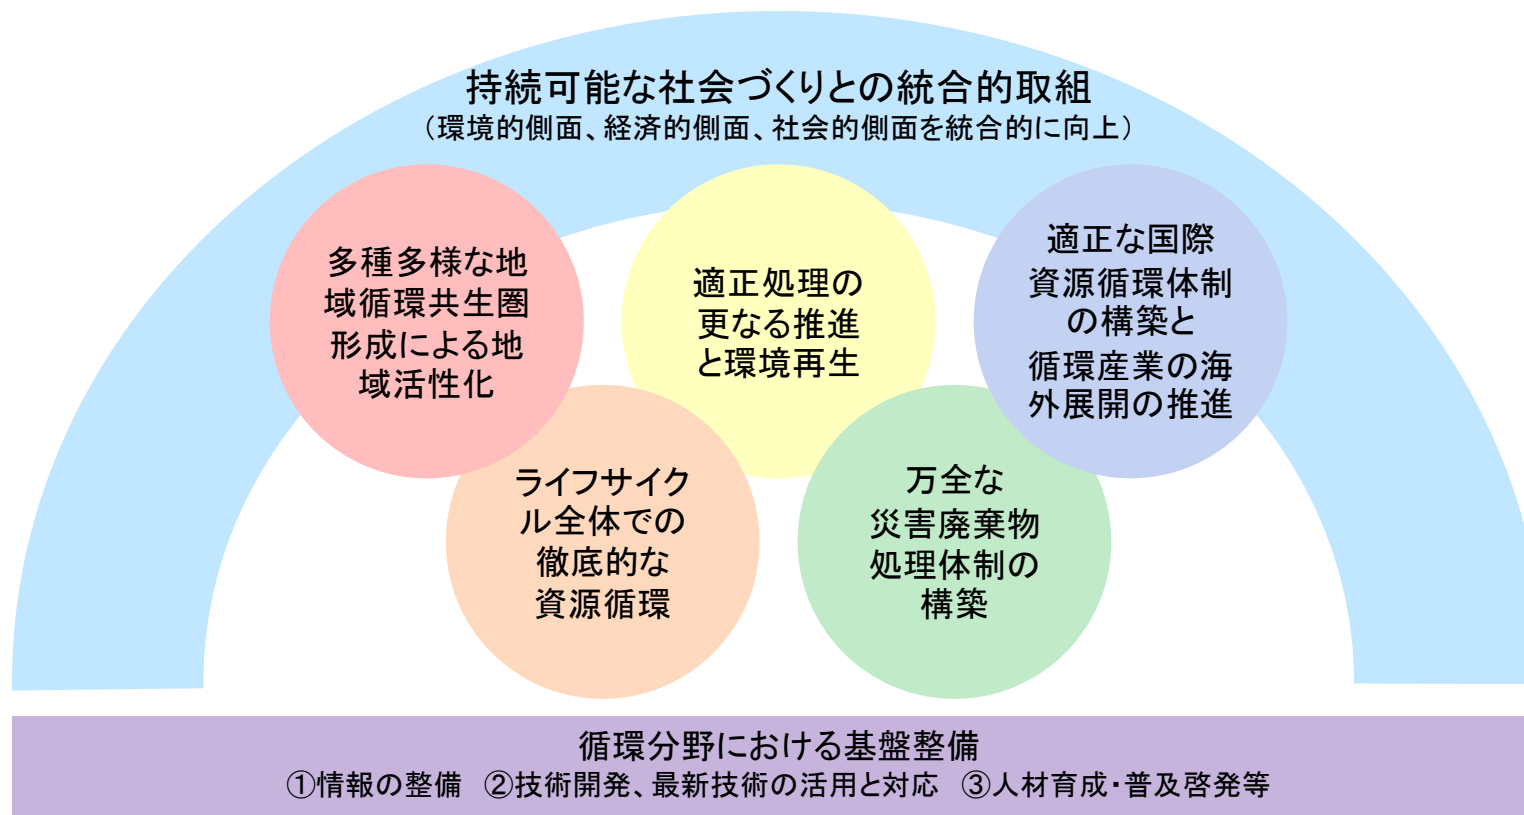 持続可能な社会づくりとの統合的取組
（環境的側面、経済的側面、社会的側面を統合的に向上）
多種多様な地
域循環共生圏
形成による地
域活性化
適正処理の
更なる推進
と環境再生
適正な国際
資源循環体制
の構築と
循環産業の海
外展開の推進
ライフサイク
ル全体での
徹底的な
資源循環
万全な
災害廃棄物
処理体制の
構築
循環分野における基盤整備
①情報の整備　②技術開発、最新技術の活用と対応　③人材育成・普及啓発等